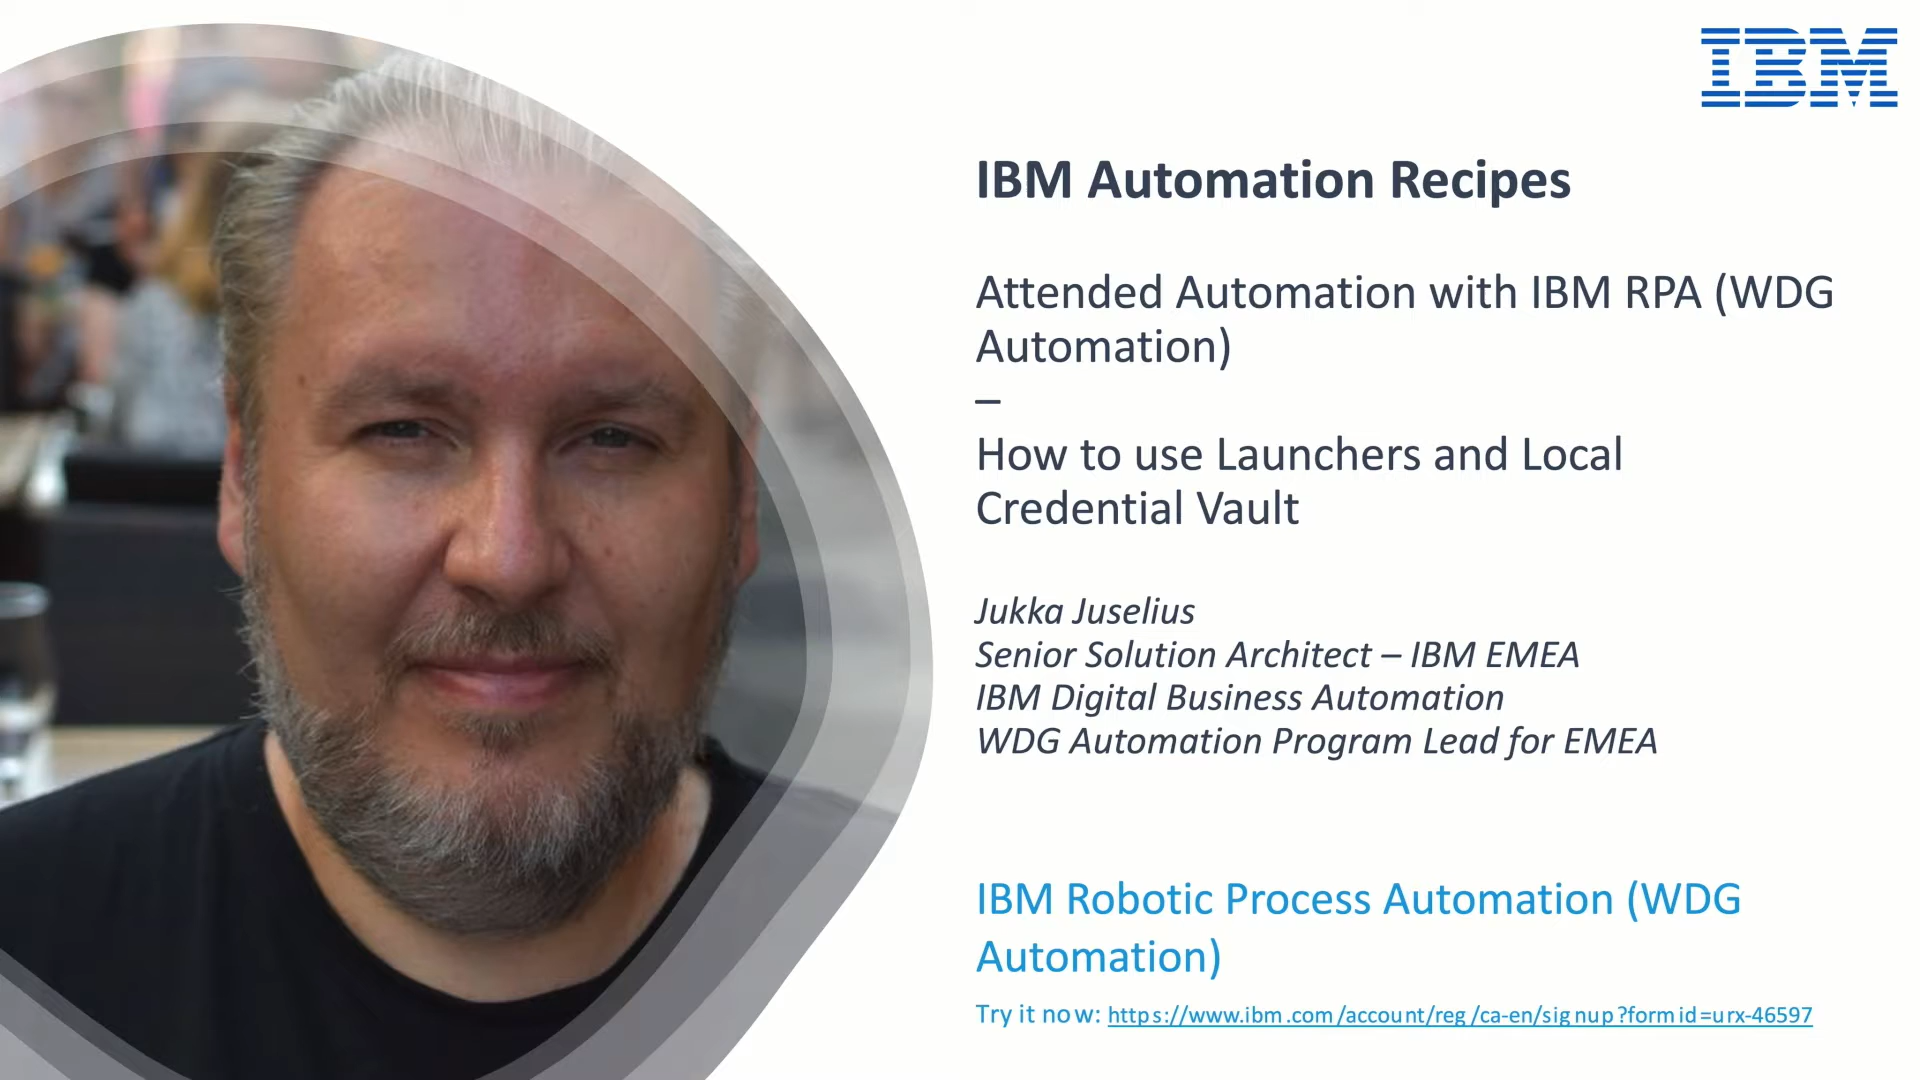 IBM
IBM Automation Recipes
Attended Automation with IBM RPA (WDG
Automation)
–
How to use Launchers and Local
Credential Vault
Jukka Juselius
Senior Solution Architect – IBM EMEA
IBM Digital Business Automation
WDG Automation Program Lead for EMEA
IBM Robotic Process Automation (WDG
Automation)
Try it now: https://www.ibm.com/account/reg/ca-en/signup?formid=urx-46597